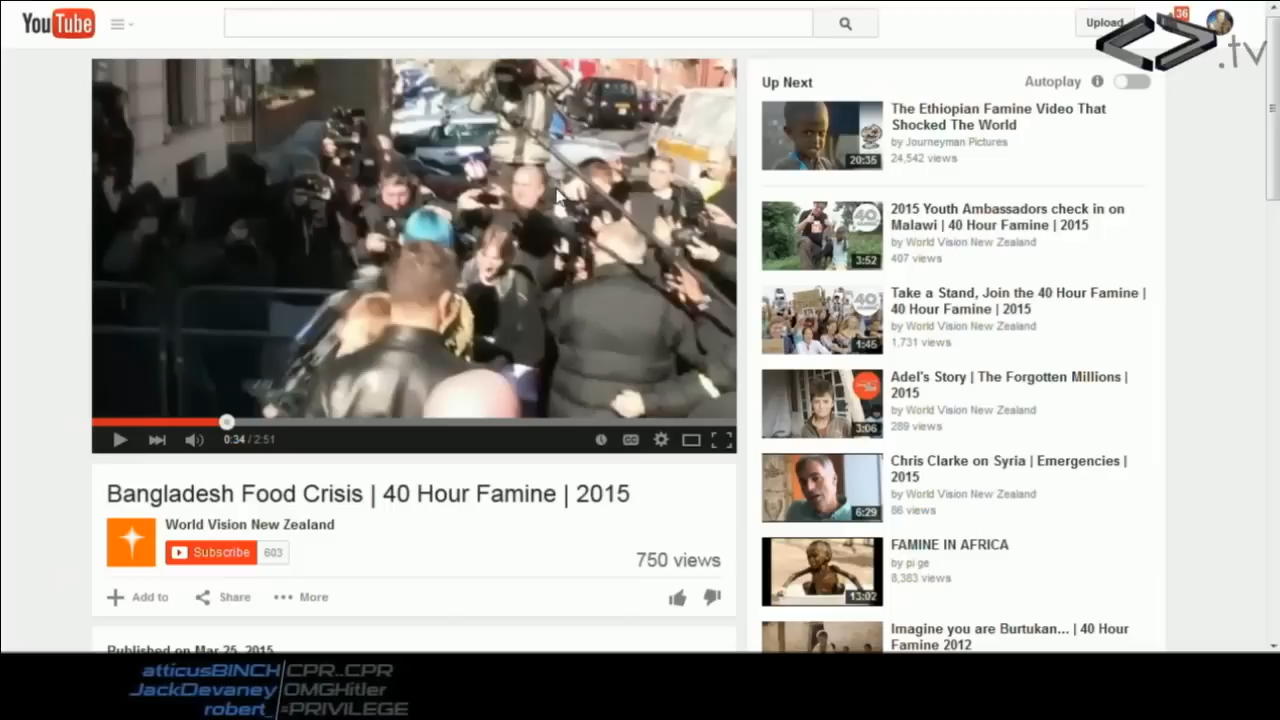 YouTube
Upload
36
<>.tv
Up Next
Autoplay
The Ethiopian Famine Video That
Shocked The World
by Journeyman Pictures
24,542 views
20:35
2015 Youth Ambassadors check in on
Malawi | 40 Hour Famine | 2015
by World Vision New Zealand
407 views
40
3:52
Take a Stand, Join the 40 Hour Famine |
40 Hour Famine | 2015
by World Vision New Zealand
1,731 views
40
1:45
Adel's Story | The Forgotten Millions |
2015
by World Vision New Zealand
289 views
3:06
Chris Clarke on Syria | Emergencies |
2015
by World Vision New Zealand
86 views
6:29
FAMINE IN AFRICA
by pi ge
8,383 views
13:02
Imagine you are Burtukan... | 40 Hour
Famine 2012
0:34 / 2:51
CC
Bangladesh Food Crisis | 40 Hour Famine | 2015
World Vision New Zealand
Subscribe 603
750 views
Add to Share More
Published on Mar 25, 2015
atticusBINCH CPR_CPR
JackDevaney OMGHitler
robert_ =PRIVILEGE